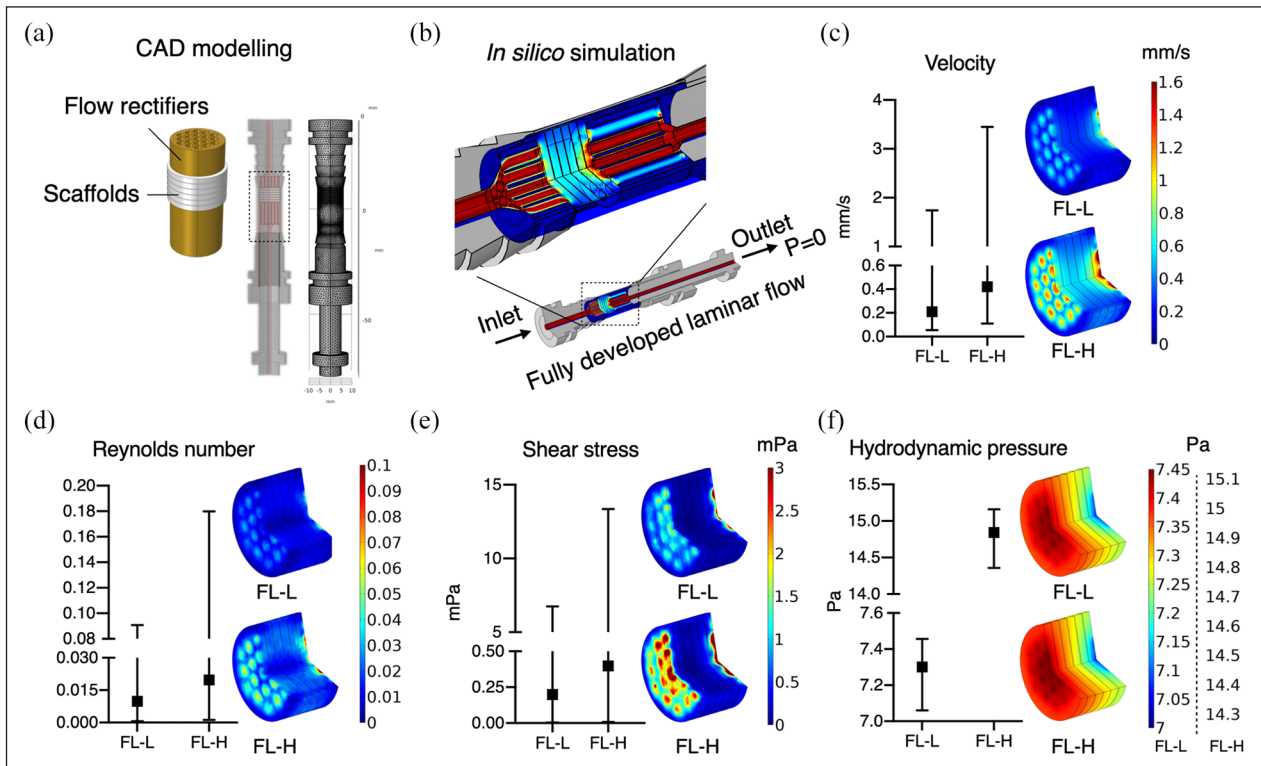 (a)
CAD modelling
Flow rectifiers
Scaffolds
mm
0
0
-50
-10 -5 0 5 10
mm
(b)
In silico simulation
Inlet
Outlet
P=0
Fully developed laminar flow
(c)
Velocity
mm/s
mm/s
4
3
2
1
0.6
0.4
0.2
0.0
FL-L
FL-H
FL-L
FL-H
1.6
1.4
1.2
1
0.8
0.6
0.4
0.2
0
(d)
Reynolds number
0.20
0.18
0.16
0.14
0.12
0.10
0.08
0.030
0.015
0.000
FL-L
FL-H
FL-L
FL-H
0.1
0.09
0.08
0.07
0.06
0.05
0.04
0.03
0.02
0.01
0
(e)
Shear stress
mPa
mPa
15
10
5
0.50
0.25
0.00
FL-L
FL-H
FL-L
FL-H
3
2
1
0
(f)
Hydrodynamic pressure
Pa
Pa
15.5
15.0
14.5
14.0
7.6
7.4
7.2
7.0
FL-L
FL-H
FL-L
FL-H
7.45
7.4
7.35
7.3
7.25
7.2
7.15
7.1
7.05
7
FL-L
15.1
15
14.9
14.8
14.7
14.6
14.5
14.4
14.3
FL-H